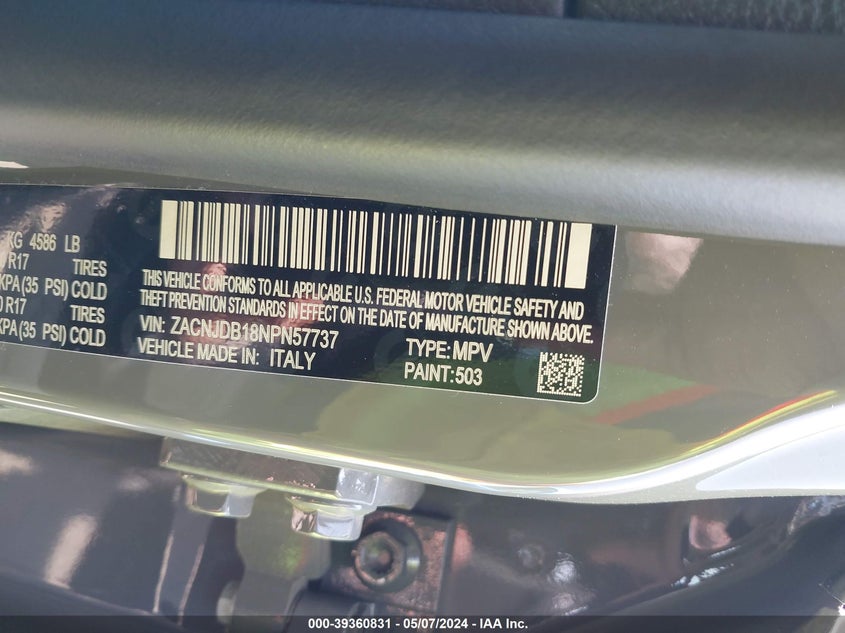 KG 4586 LB
R17 TIRES
KPA (35 PSI) COLD
R17 TIRES
KPA (35 PSI) COLD
THIS VEHICLE CONFORMS TO ALL APPLICABLE U.S. FEDERAL MOTOR VEHICLE SAFETY AND
THEFT PREVENTION STANDARDS IN EFFECT ON THE DATE OF MANUFACTURE SHOWN ABOVE.
VIN: ZACNJDB18NPN57737 TYPE: MPV
VEHICLE MADE IN: ITALY PAINT: 503
000-39360831 — 05/07/2024 — IAA Inc.